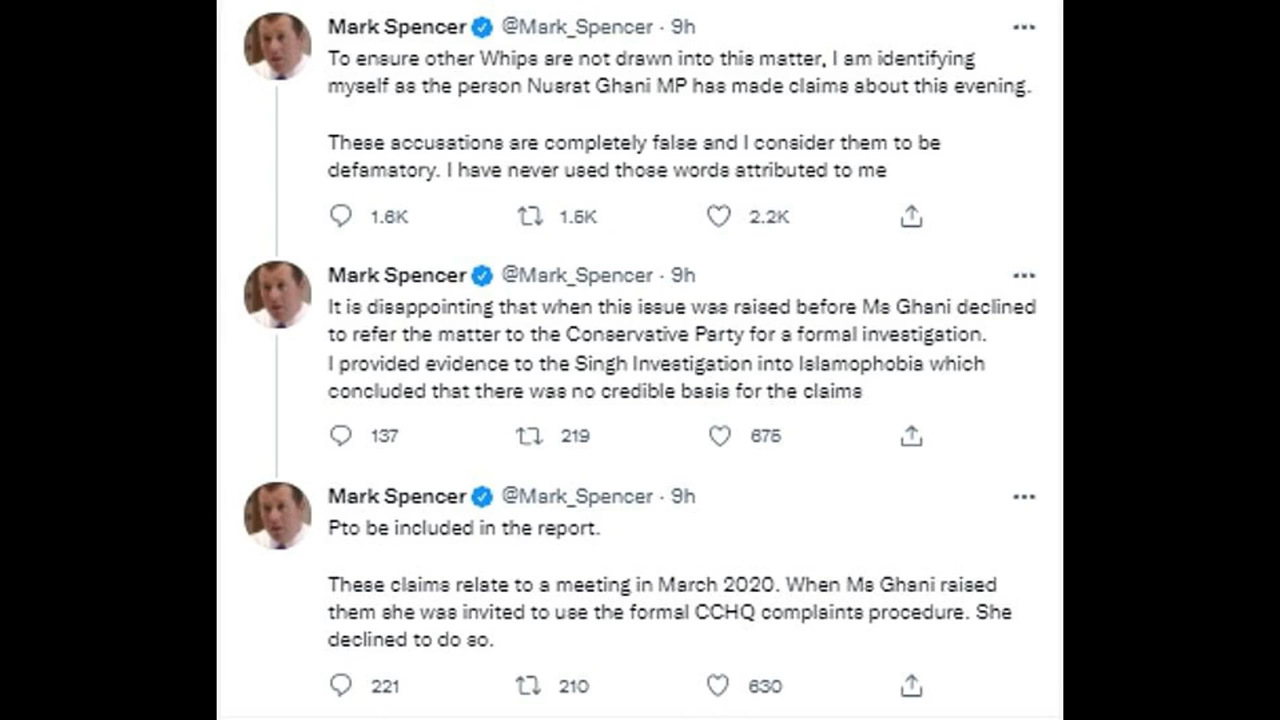 Mark Spencer @Mark_Spencer · 9h
To ensure other Whips are not drawn into this matter, I am identifying
myself as the person Nusrat Ghani MP has made claims about this evening.
These accusations are completely false and I consider them to be
defamatory. I have never used those words attributed to me
1.6K 1.5K 2.2K
Mark Spencer @Mark_Spencer · 9h
It is disappointing that when this issue was raised before Ms Ghani declined
to refer the matter to the Conservative Party for a formal investigation.
I provided evidence to the Singh Investigation into Islamophobia which
concluded that there was no credible basis for the claims
137 219 675
Mark Spencer @Mark_Spencer · 9h
Pto be included in the report.
These claims relate to a meeting in March 2020. When Ms Ghani raised
them she was invited to use the formal CCHQ complaints procedure. She
declined to do so.
221 210 630